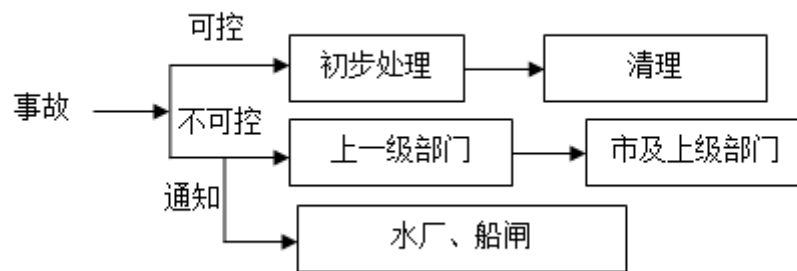 可控
初步处理
清理
事故
不可控
上一级部门
市及上级部门
通知
水厂、船闸